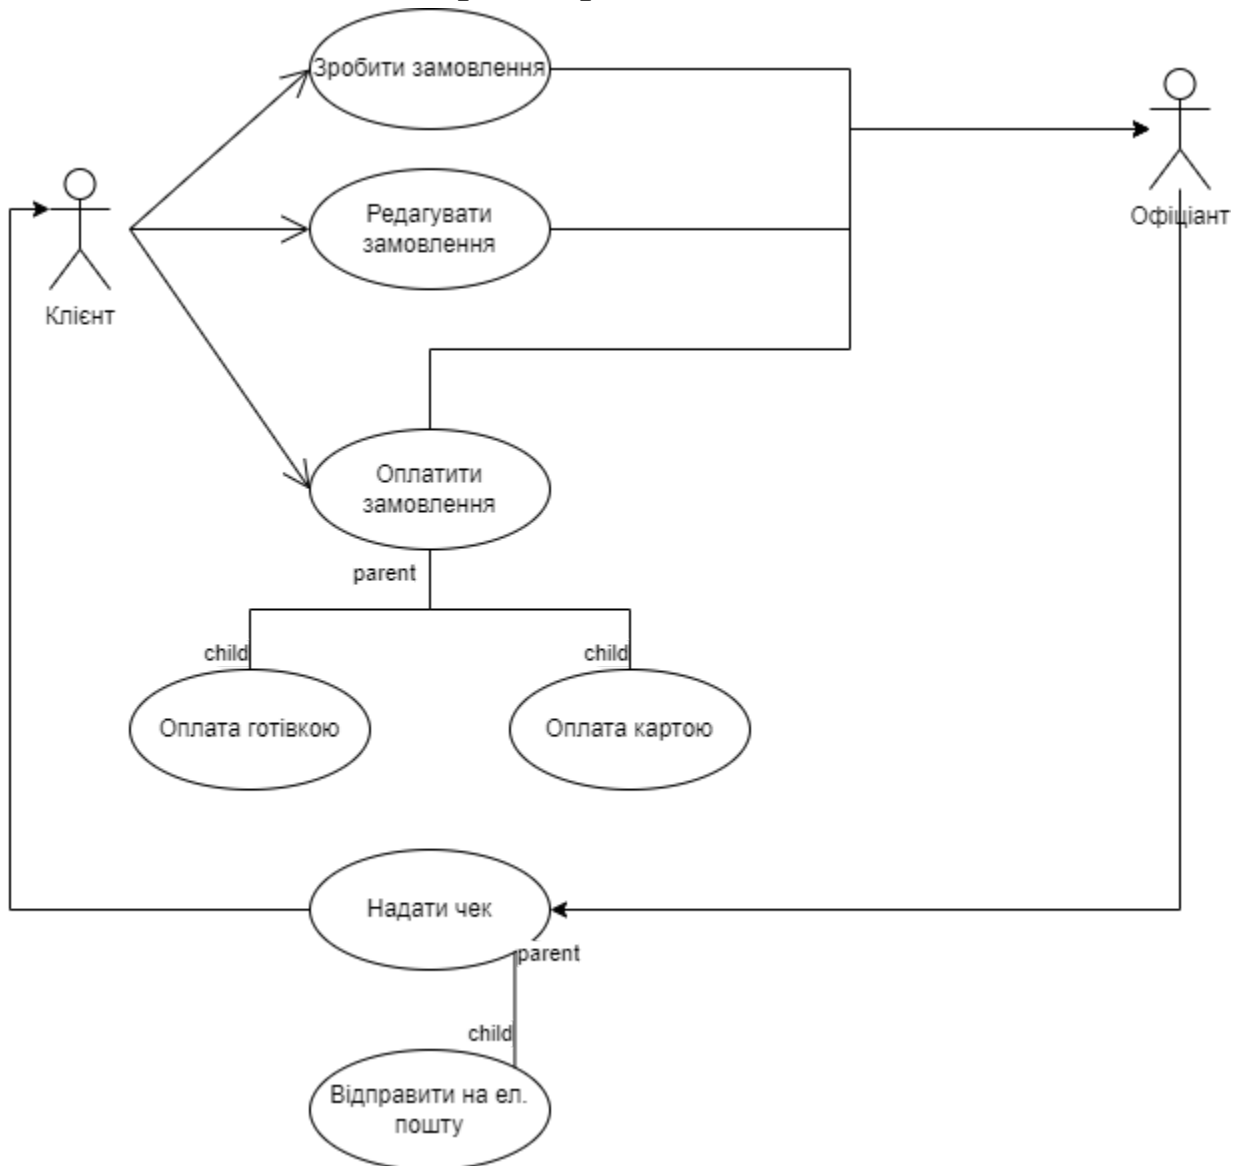 Зробити замовлення
Офіціант
Редагувати
замовлення
Клієнт
Оплатити
замовлення
parent
child
child
Оплата готівкою
Оплата картою
Надати чек
parent
child
Відправити на ел.
пошту